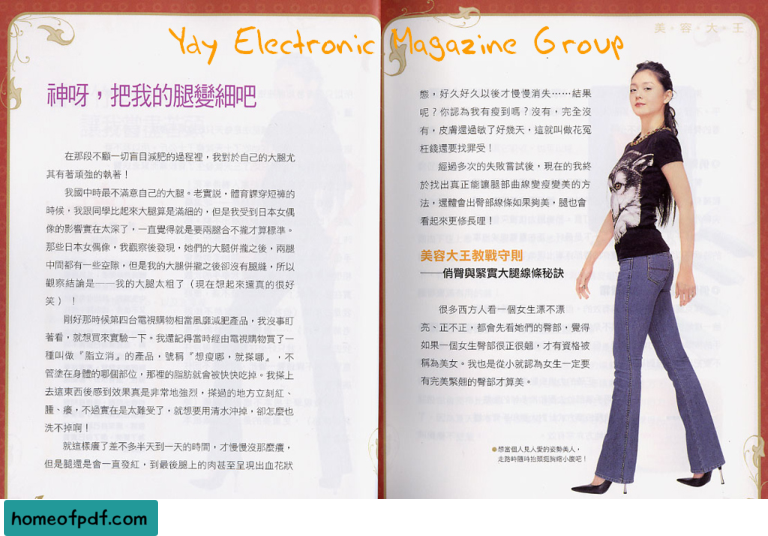 Ydy Electronic Magazine Group
神呀，把我的腿變細吧
在那段不顧一切盲目減肥的過程裡，我對於自己的大腿尤
其有著頑強的執著！
我國中時最不滿意自己的大腿。老實說，體育課穿短褲的
時候，我跟同學比起來大腿算是滿細的，但是我受到日本女偶
像的影響實在太深了，一直覺得就是要兩腿合不攏才算標準。
那些日本女偶像，我觀察後發現，她們的大腿併攏之後，兩腿
中間都有一些空隙，但是我的大腿併攏之後卻沒有腿縫，所以
觀察結論是——我的大腿太粗了（現在想起來還真的很好
笑）！
剛好那時候第四台電視購物相當風靡減肥產品，我沒事盯
著看，就想買來實驗一下。我還記得當時經由電視購物買了一
種叫做『脂立消』的產品，號稱『想瘦哪，就搽哪』，不
管塗在身體的哪個部位，那裡的脂肪就會被快快吃掉。我搽上
去這東西後感到效果真是非常地強烈，搽過的地方立刻紅、
腫、癢，不過實在是太難受了，就想要用清水沖掉，卻怎麼也
洗不掉啊！
就這樣癢了差不多半天到一天的時間，才慢慢沒那麼癢，
但是腿還是會一直發紅，到最後腿上的肉甚至呈現出血花狀
美容大王
態，好久好久以後才慢慢消失……結果
呢？你認為我有瘦到嗎？沒有，完全沒
有，皮膚還過敏了好幾天，這就叫做花冤
枉錢還要找罪受！
經過多次的失敗嘗試後，現在的我終
於找出真正能讓腿部曲線變瘦變美的方
法，還體會出臀部線條如果夠美，腿也會
看起來更修長哩！
美容大王教戰守則
——俏臀與緊實大腿線條秘訣
很多西方人看一個女生漂不漂
亮、正不正，都會先看她們的臀部，覺得
如果一個女生臀部很正很翹，才有資格被
稱為美女。我也是從小就認為女生一定要
有完美緊翹的臀部才算美。
●想當個人見人愛的姿勢美人，
走路時隨時抬頭挺胸縮小腹吧！
homeofpdf.com